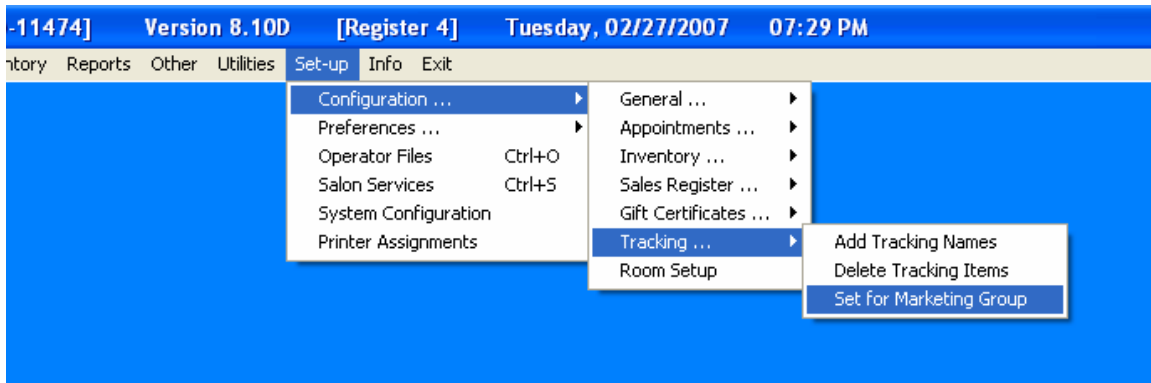 -11474] Version 8.10D [Register 4] Tuesday, 02/27/2007 07:29 PM
ntory Reports Other Utilities Set-up Info Exit
Configuration ...
Preferences ...
Operator Files Ctrl+O
Salon Services Ctrl+S
System Configuration
Printer Assignments
General ...
Appointments ...
Inventory ...
Sales Register ...
Gift Certificates ...
Tracking ...
Room Setup
Add Tracking Names
Delete Tracking Items
Set for Marketing Group